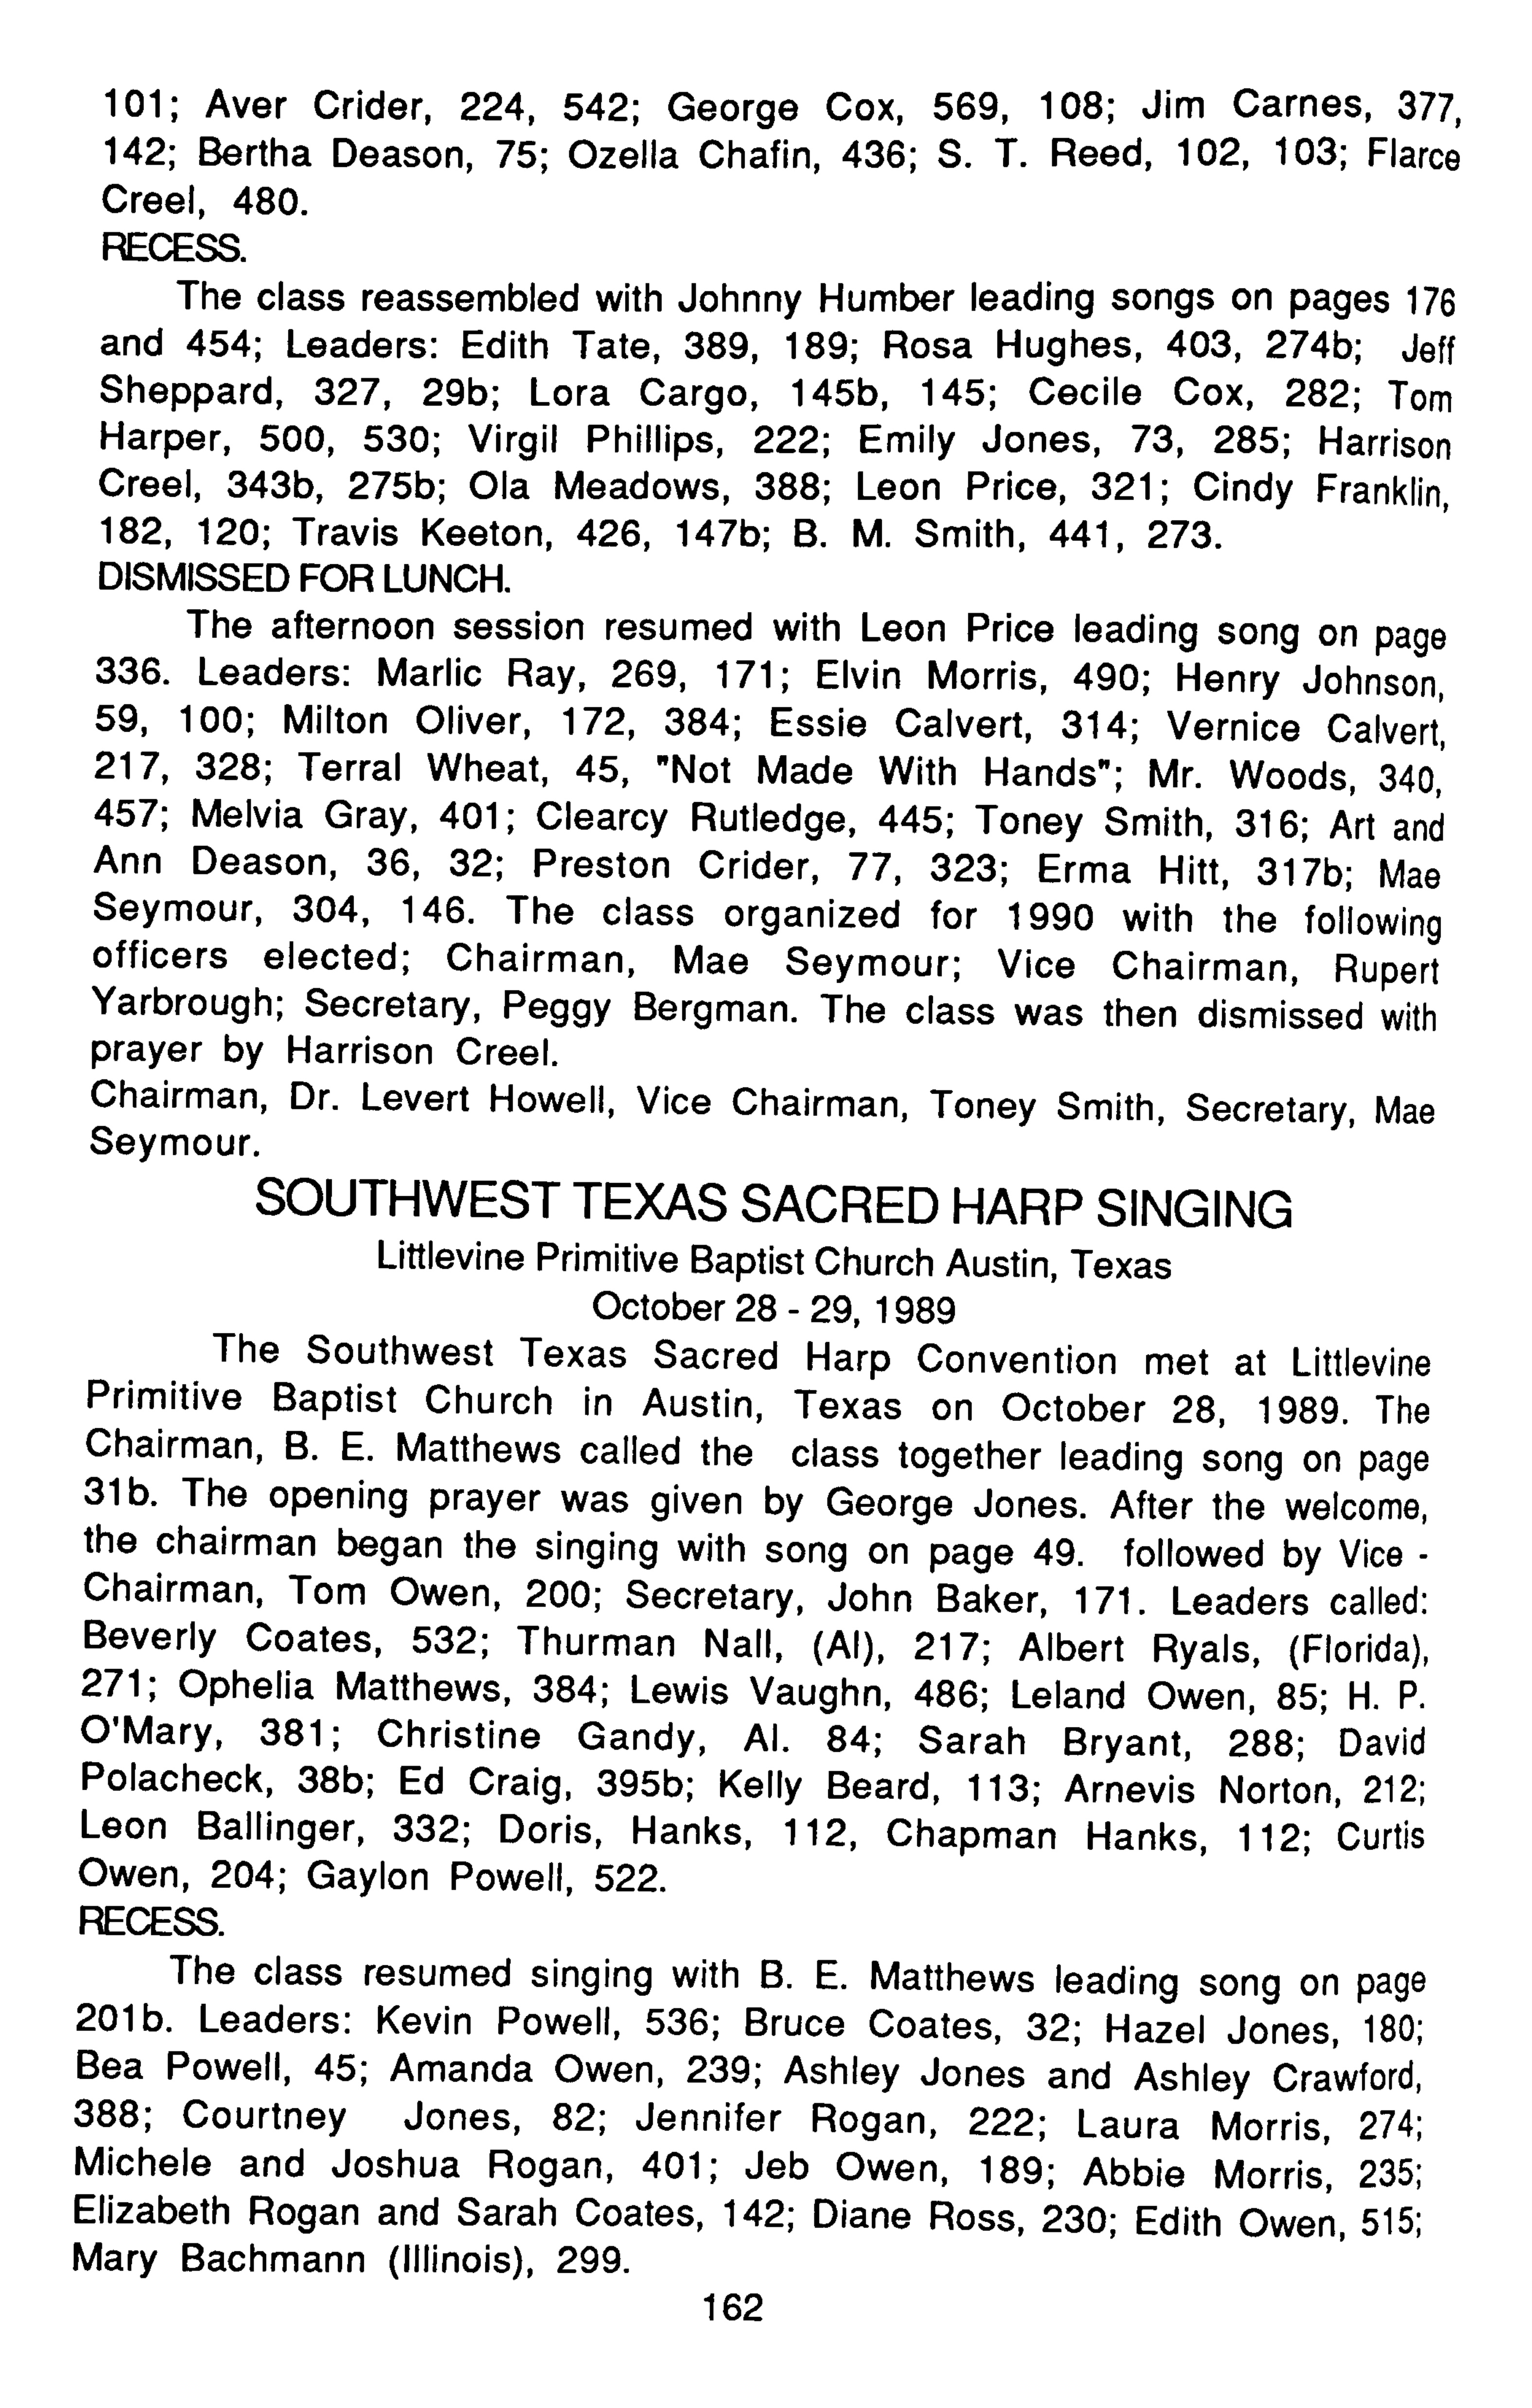 101; Aver Crider, 224, 542; George Cox, 569, 108; Jim Carnes, 377,
142; Bertha Deason, 75; Ozella Chafin, 436; S. T. Reed, 102, 103; Flarce
Creel, 480.
RECESS.
The class reassembled with Johnny Humber leading songs on pages 176
and 454; Leaders: Edith Tate, 389, 189; Rosa Hughes, 403, 274b; Jeff
Sheppard, 327, 29b; Lora Cargo, 145b, 145; Cecile Cox, 282; Tom
Harper, 500, 530; Virgil Phillips, 222; Emily Jones, 73, 285; Harrison
Creel, 343b, 275b; Ola Meadows, 388; Leon Price, 321; Cindy Franklin,
182, 120; Travis Keeton, 426, 147b; B. M. Smith, 441, 273.
DISMISSED FOR LUNCH.
The afternoon session resumed with Leon Price leading song on page
336. Leaders: Marlic Ray, 269, 171; Elvin Morris, 490; Henry Johnson,
59, 100; Milton Oliver, 172, 384; Essie Calvert, 314; Vernice Calvert,
217, 328; Terral Wheat, 45, "Not Made With Hands"; Mr. Woods, 340,
457; Melvia Gray, 401; Clearcy Rutledge, 445; Toney Smith, 316; Art and
Ann Deason, 36, 32; Preston Crider, 77, 323; Erma Hitt, 317b; Mae
Seymour, 304, 146. The class organized for 1990 with the following
officers elected; Chairman, Mae Seymour; Vice Chairman, Rupert
Yarbrough; Secretary, Peggy Bergman. The class was then dismissed with
prayer by Harrison Creel.
Chairman, Dr. Levert Howell, Vice Chairman, Toney Smith, Secretary, Mae
Seymour.
SOUTHWEST TEXAS SACRED HARP SINGING
Littlevine Primitive Baptist Church Austin, Texas
October 28 - 29, 1989
The Southwest Texas Sacred Harp Convention met at Littlevine
Primitive Baptist Church in Austin, Texas on October 28, 1989. The
Chairman, B. E. Matthews called the class together leading song on page
31b. The opening prayer was given by George Jones. After the welcome,
the chairman began the singing with song on page 49. followed by Vice -
Chairman, Tom Owen, 200; Secretary, John Baker, 171. Leaders called:
Beverly Coates, 532; Thurman Nall, (Al), 217; Albert Ryals, (Florida),
271; Ophelia Matthews, 384; Lewis Vaughn, 486; Leland Owen, 85; H. P.
O'Mary, 381; Christine Gandy, Al. 84; Sarah Bryant, 288; David
Polacheck, 38b; Ed Craig, 395b; Kelly Beard, 113; Arnevis Norton, 212;
Leon Ballinger, 332; Doris, Hanks, 112, Chapman Hanks, 112; Curtis
Owen, 204; Gaylon Powell, 522.
RECESS.
The class resumed singing with B. E. Matthews leading song on page
201b. Leaders: Kevin Powell, 536; Bruce Coates, 32; Hazel Jones, 180;
Bea Powell, 45; Amanda Owen, 239; Ashley Jones and Ashley Crawford,
388; Courtney Jones, 82; Jennifer Rogan, 222; Laura Morris, 274;
Michele and Joshua Rogan, 401; Jeb Owen, 189; Abbie Morris, 235;
Elizabeth Rogan and Sarah Coates, 142; Diane Ross, 230; Edith Owen, 515;
Mary Bachmann (Illinois), 299.
162